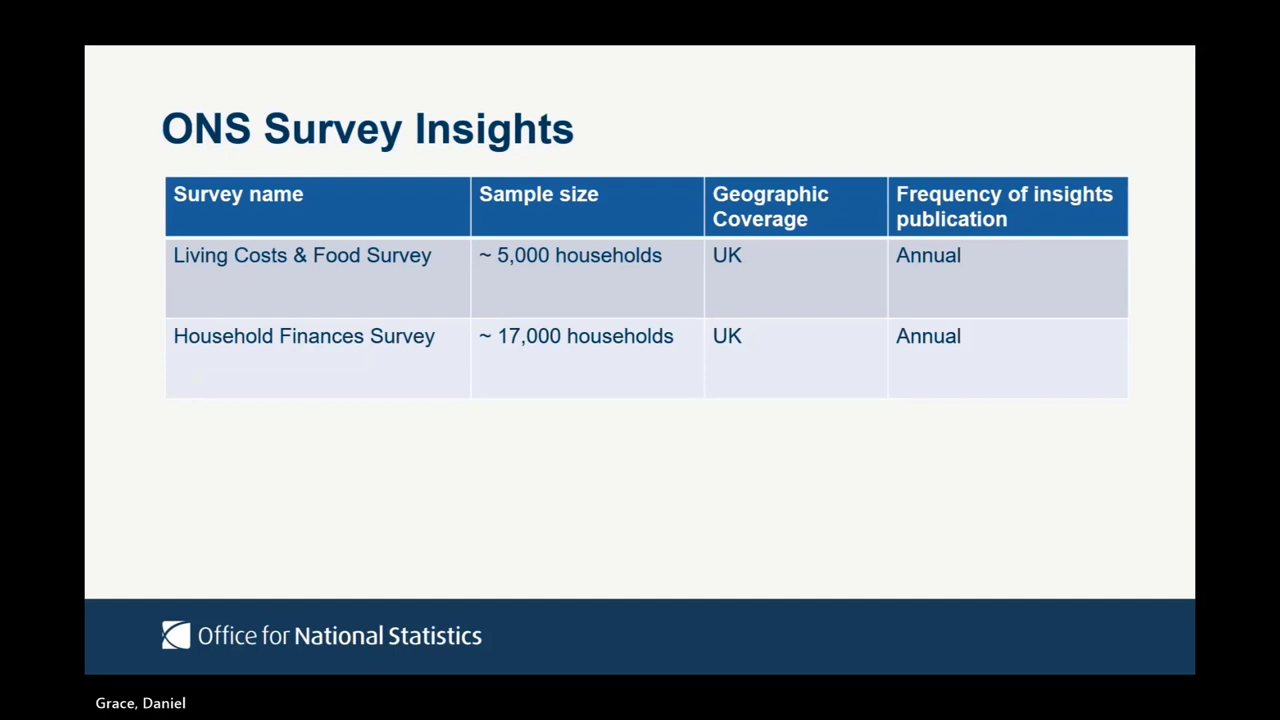 ONS Survey Insights
Survey name
Sample size
Geographic
Coverage
Frequency of insights
publication
Living Costs & Food Survey
~ 5,000 households
UK
Annual
Household Finances Survey
~ 17,000 households
UK
Annual
Office for National Statistics
Grace, Daniel